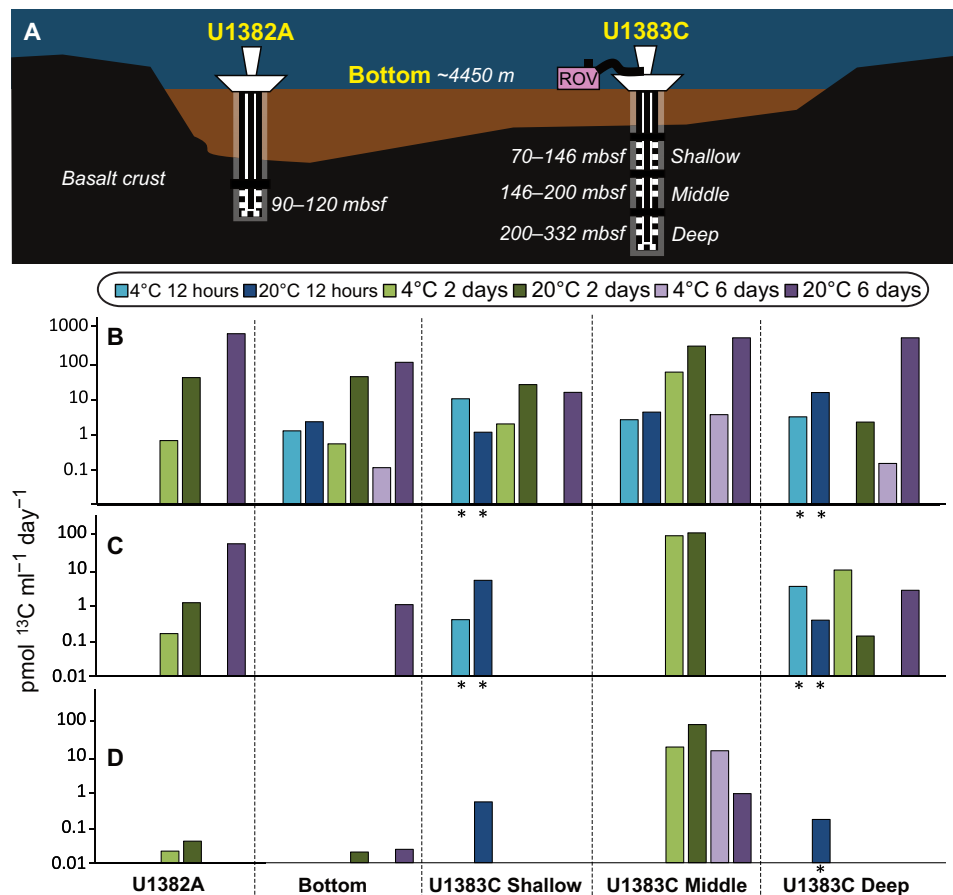 A
U1382A
U1383C
Bottom ~4450 m
ROV
Basalt crust
90–120 mbsf
70–146 mbsf Shallow
146–200 mbsf Middle
200–332 mbsf Deep
4°C 12 hours 20°C 12 hours 4°C 2 days 20°C 2 days 4°C 6 days 20°C 6 days
pmol ¹³C ml⁻¹ day⁻¹
B
1000
100
10
1
0.1
* * * *
C
100
10
1
0.1
0.01
* * * *
D
100
10
1
0.1
0.01
*
U1382A Bottom U1383C Shallow U1383C Middle U1383C Deep